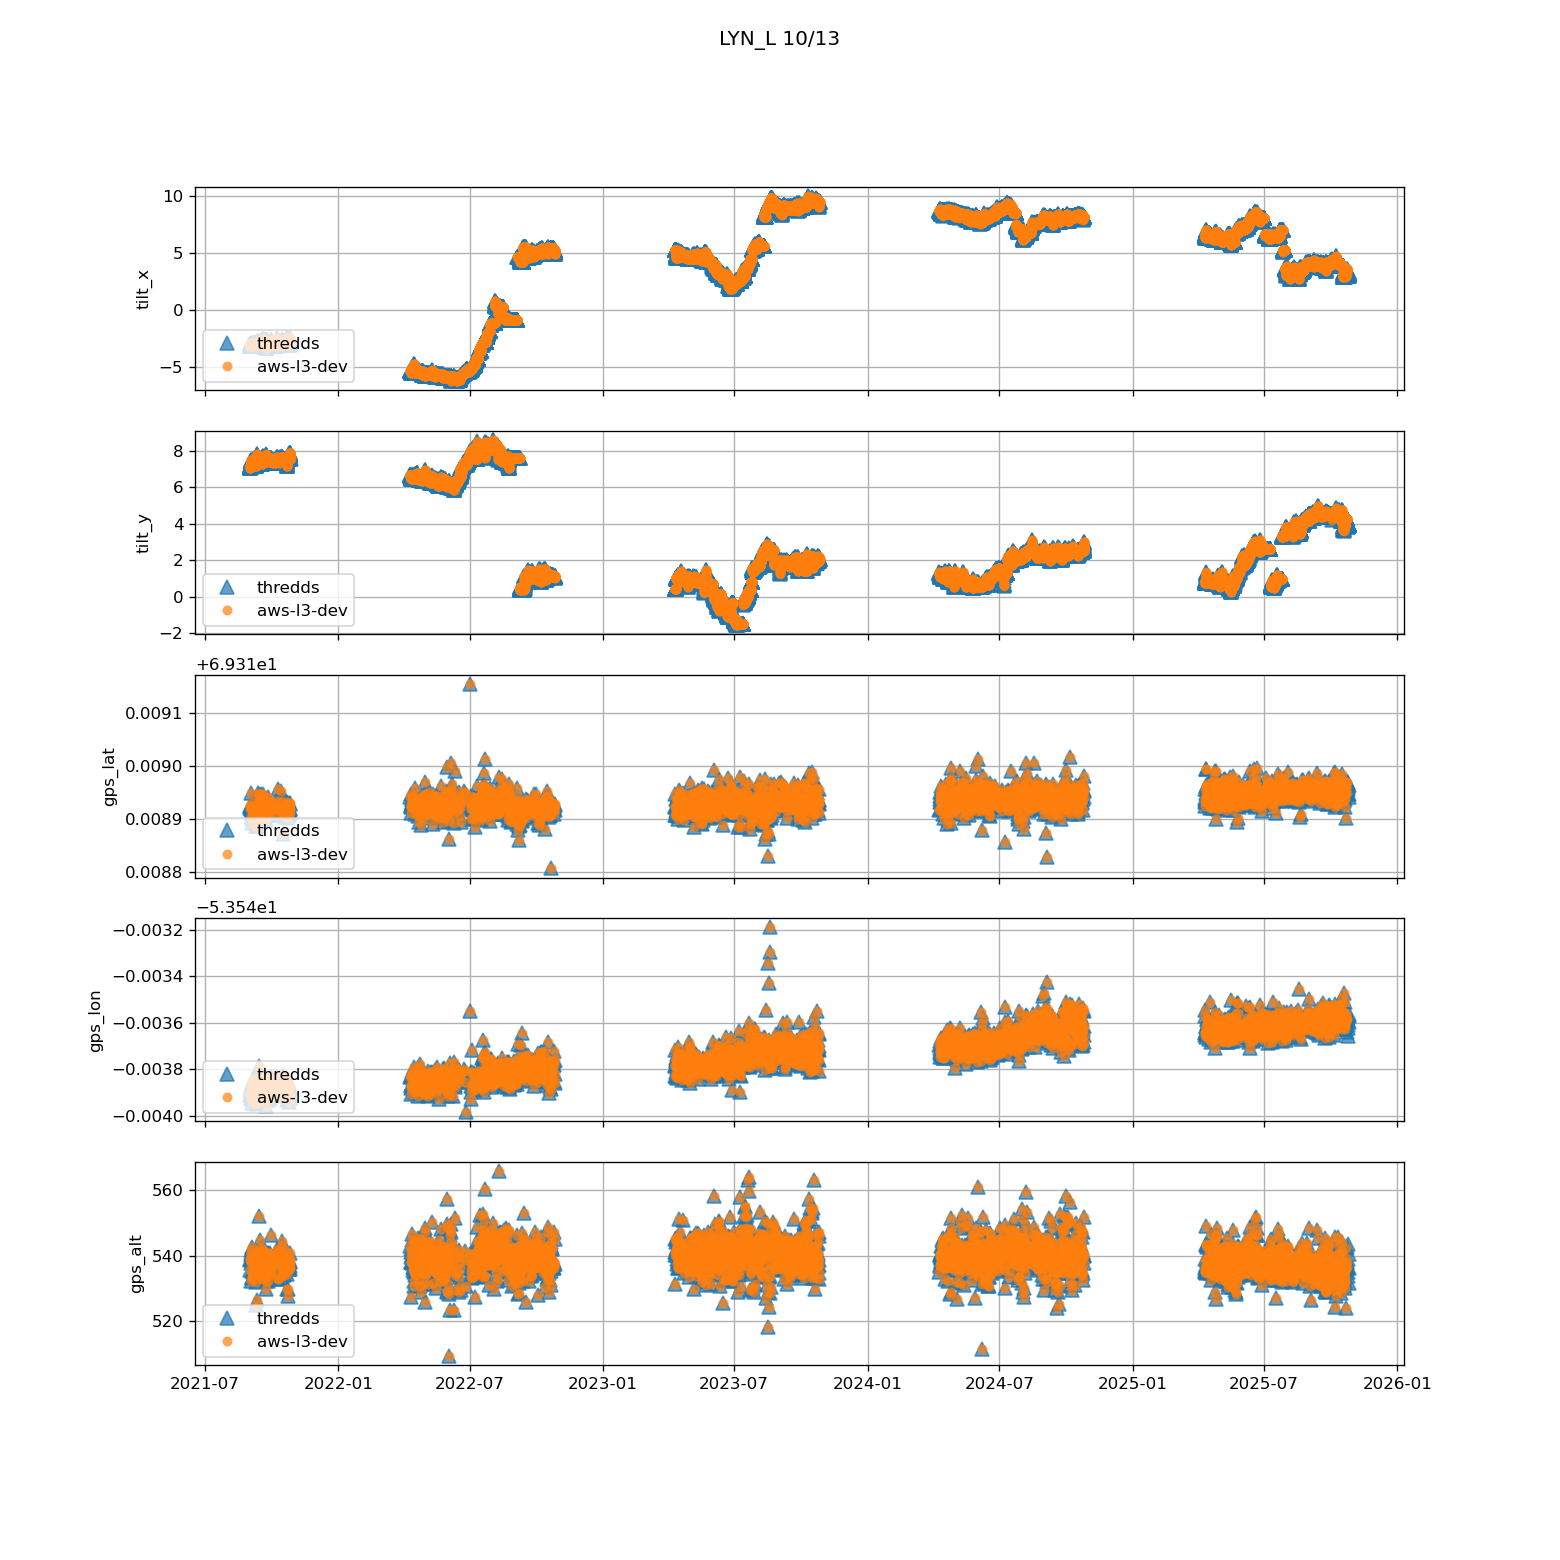 LYN_L 10/13
10
5
0
−5
tilt_x
thredds
aws-l3-dev
8
6
4
2
0
−2
tilt_y
thredds
aws-l3-dev
+6.931e1
0.0091
0.0090
0.0089
0.0088
gps_lat
thredds
aws-l3-dev
−5.354e1
−0.0032
−0.0034
−0.0036
−0.0038
−0.0040
gps_lon
thredds
aws-l3-dev
560
540
520
gps_alt
thredds
aws-l3-dev
2021-07 2022-01 2022-07 2023-01 2023-07 2024-01 2024-07 2025-01 2025-07 2026-01